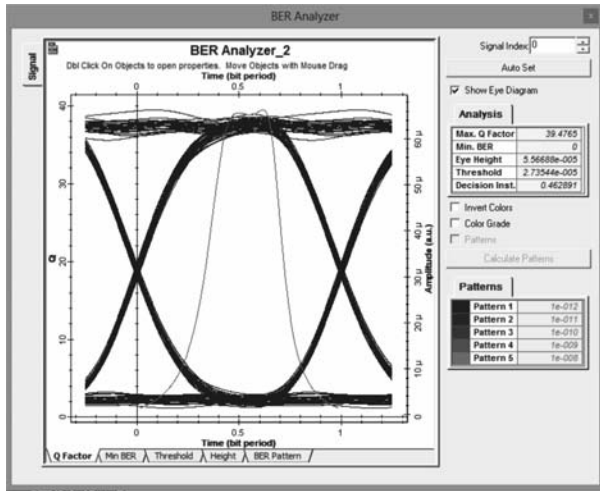 BER Analyzer
x
Signal
BER Analyzer_2
Dbl Click On Objects to open properties. Move Objects with Mouse Drag
Time (bit period)
0
0.5
1
40
30
20
10
0
Q
60 µ
50 µ
40 µ
30 µ
20 µ
10 µ
0
Amplitude (a.u.)
0
0.5
1
Time (bit period)
Q Factor
Min BER
Threshold
Height
BER Pattern
Signal Index: 0
Auto Set
Show Eye Diagram
Analysis
Max. Q Factor 39.4765
Min. BER 0
Eye Height 5.56688e-005
Threshold 2.73544e-005
Decision Inst. 0.462891
Invert Colors
Color Grade
Patterns
Calculate Patterns
Patterns
Pattern 1 1e-012
Pattern 2 1e-011
Pattern 3 1e-010
Pattern 4 1e-009
Pattern 5 1e-008